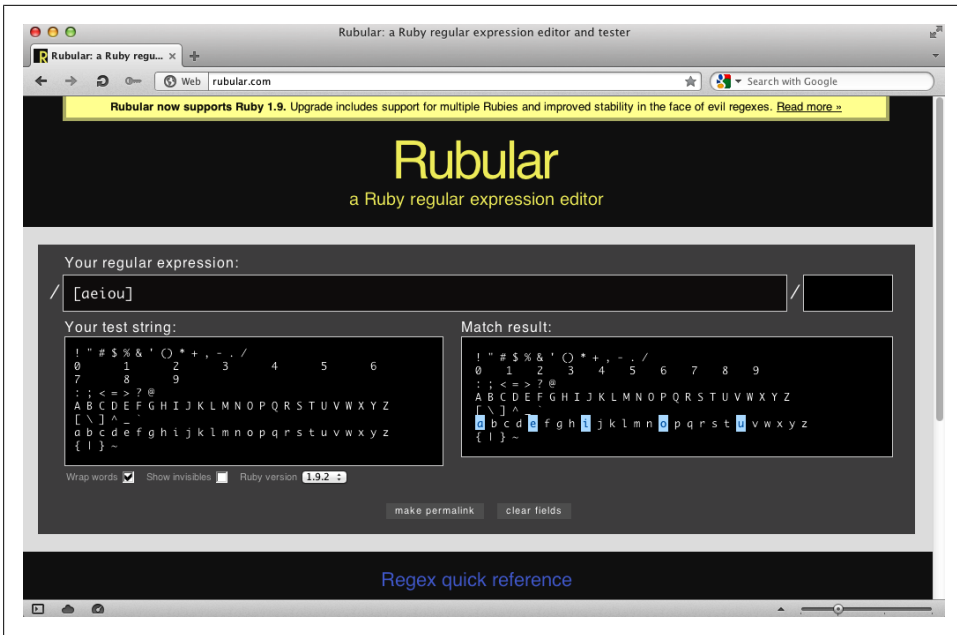 Rubular: a Ruby regular expression editor and tester
Rubular: a Ruby regu... ×
Web rubular.com
Search with Google
Rubular now supports Ruby 1.9. Upgrade includes support for multiple Rubies and improved stability in the face of evil regexes. Read more »
Rubular
a Ruby regular expression editor
Your regular expression:
/ [aeiou] /
Your test string:
! " # $ % & ' () * + , - . /
0 1 2 3 4 5 6
7 8 9
: ; < = > ? @
A B C D E F G H I J K L M N O P Q R S T U V W X Y Z
[ \ ] ^ _ `
a b c d e f g h i j k l m n o p q r s t u v w x y z
{ | } ~
Match result:
! " # $ % & ' () * + , - . /
0 1 2 3 4 5 6 7 8 9
: ; < = > ? @
A B C D E F G H I J K L M N O P Q R S T U V W X Y Z
[ \ ] ^ _ `
a b c d e f g h i j k l m n o p q r s t u v w x y z
{ | } ~
Wrap words Show invisibles Ruby version 1.9.2
make permalink clear fields
Regex quick reference